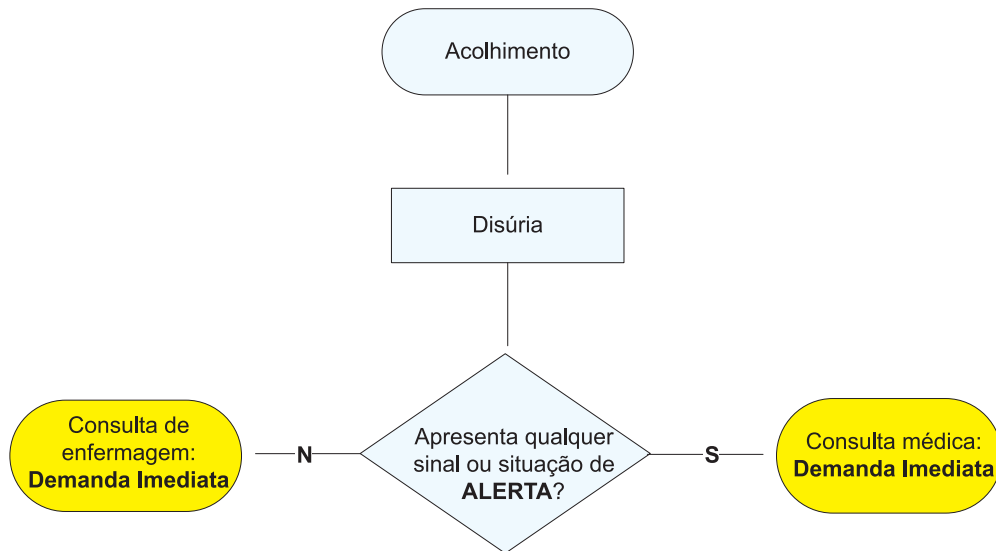 Acolhimento
Disúria
Apresenta qualquer
sinal ou situação de
ALERTA?
N
Consulta de
enfermagem:
Demanda Imediata
S
Consulta médica:
Demanda Imediata